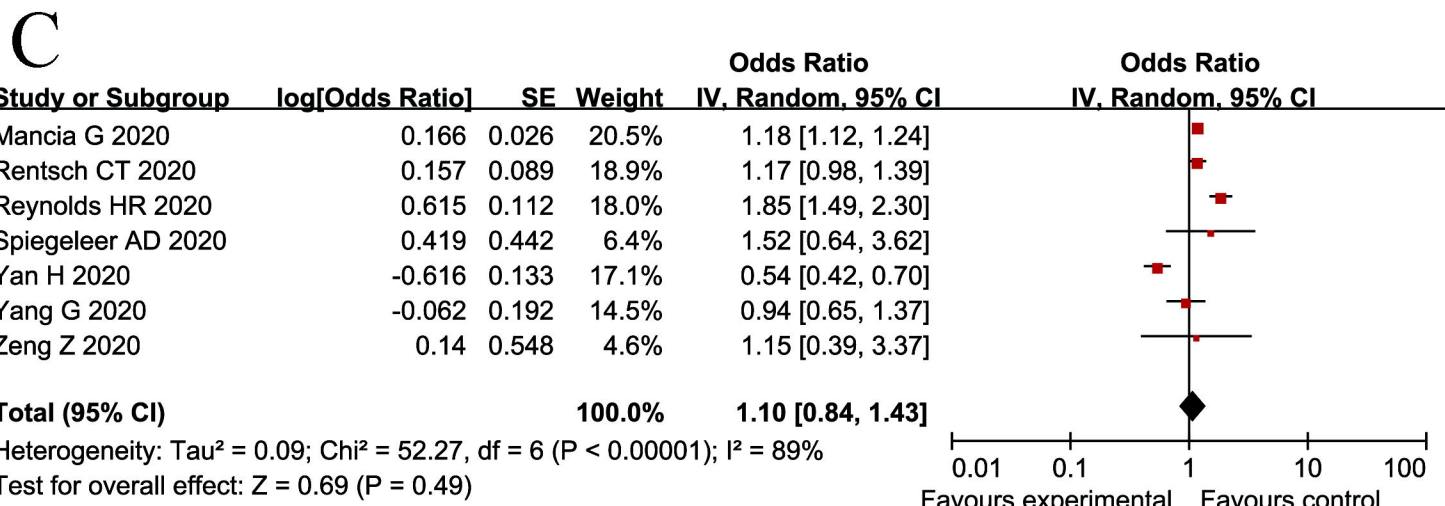 C
Odds Ratio Odds Ratio
Study or Subgroup log[Odds Ratio] SE Weight IV, Random, 95% CI IV, Random, 95% CI
Mancia G 2020 0.166 0.026 20.5% 1.18 [1.12, 1.24]
Rentsch CT 2020 0.157 0.089 18.9% 1.17 [0.98, 1.39]
Reynolds HR 2020 0.615 0.112 18.0% 1.85 [1.49, 2.30]
Spiegeleer AD 2020 0.419 0.442 6.4% 1.52 [0.64, 3.62]
Yan H 2020 -0.616 0.133 17.1% 0.54 [0.42, 0.70]
Yang G 2020 -0.062 0.192 14.5% 0.94 [0.65, 1.37]
Zeng Z 2020 0.14 0.548 4.6% 1.15 [0.39, 3.37]
Total (95% CI) 100.0% 1.10 [0.84, 1.43]
Heterogeneity: Tau² = 0.09; Chi² = 52.27, df = 6 (P < 0.00001); I² = 89%
Test for overall effect: Z = 0.69 (P = 0.49)
0.01 0.1 1 10 100
Favours experimental Favours control